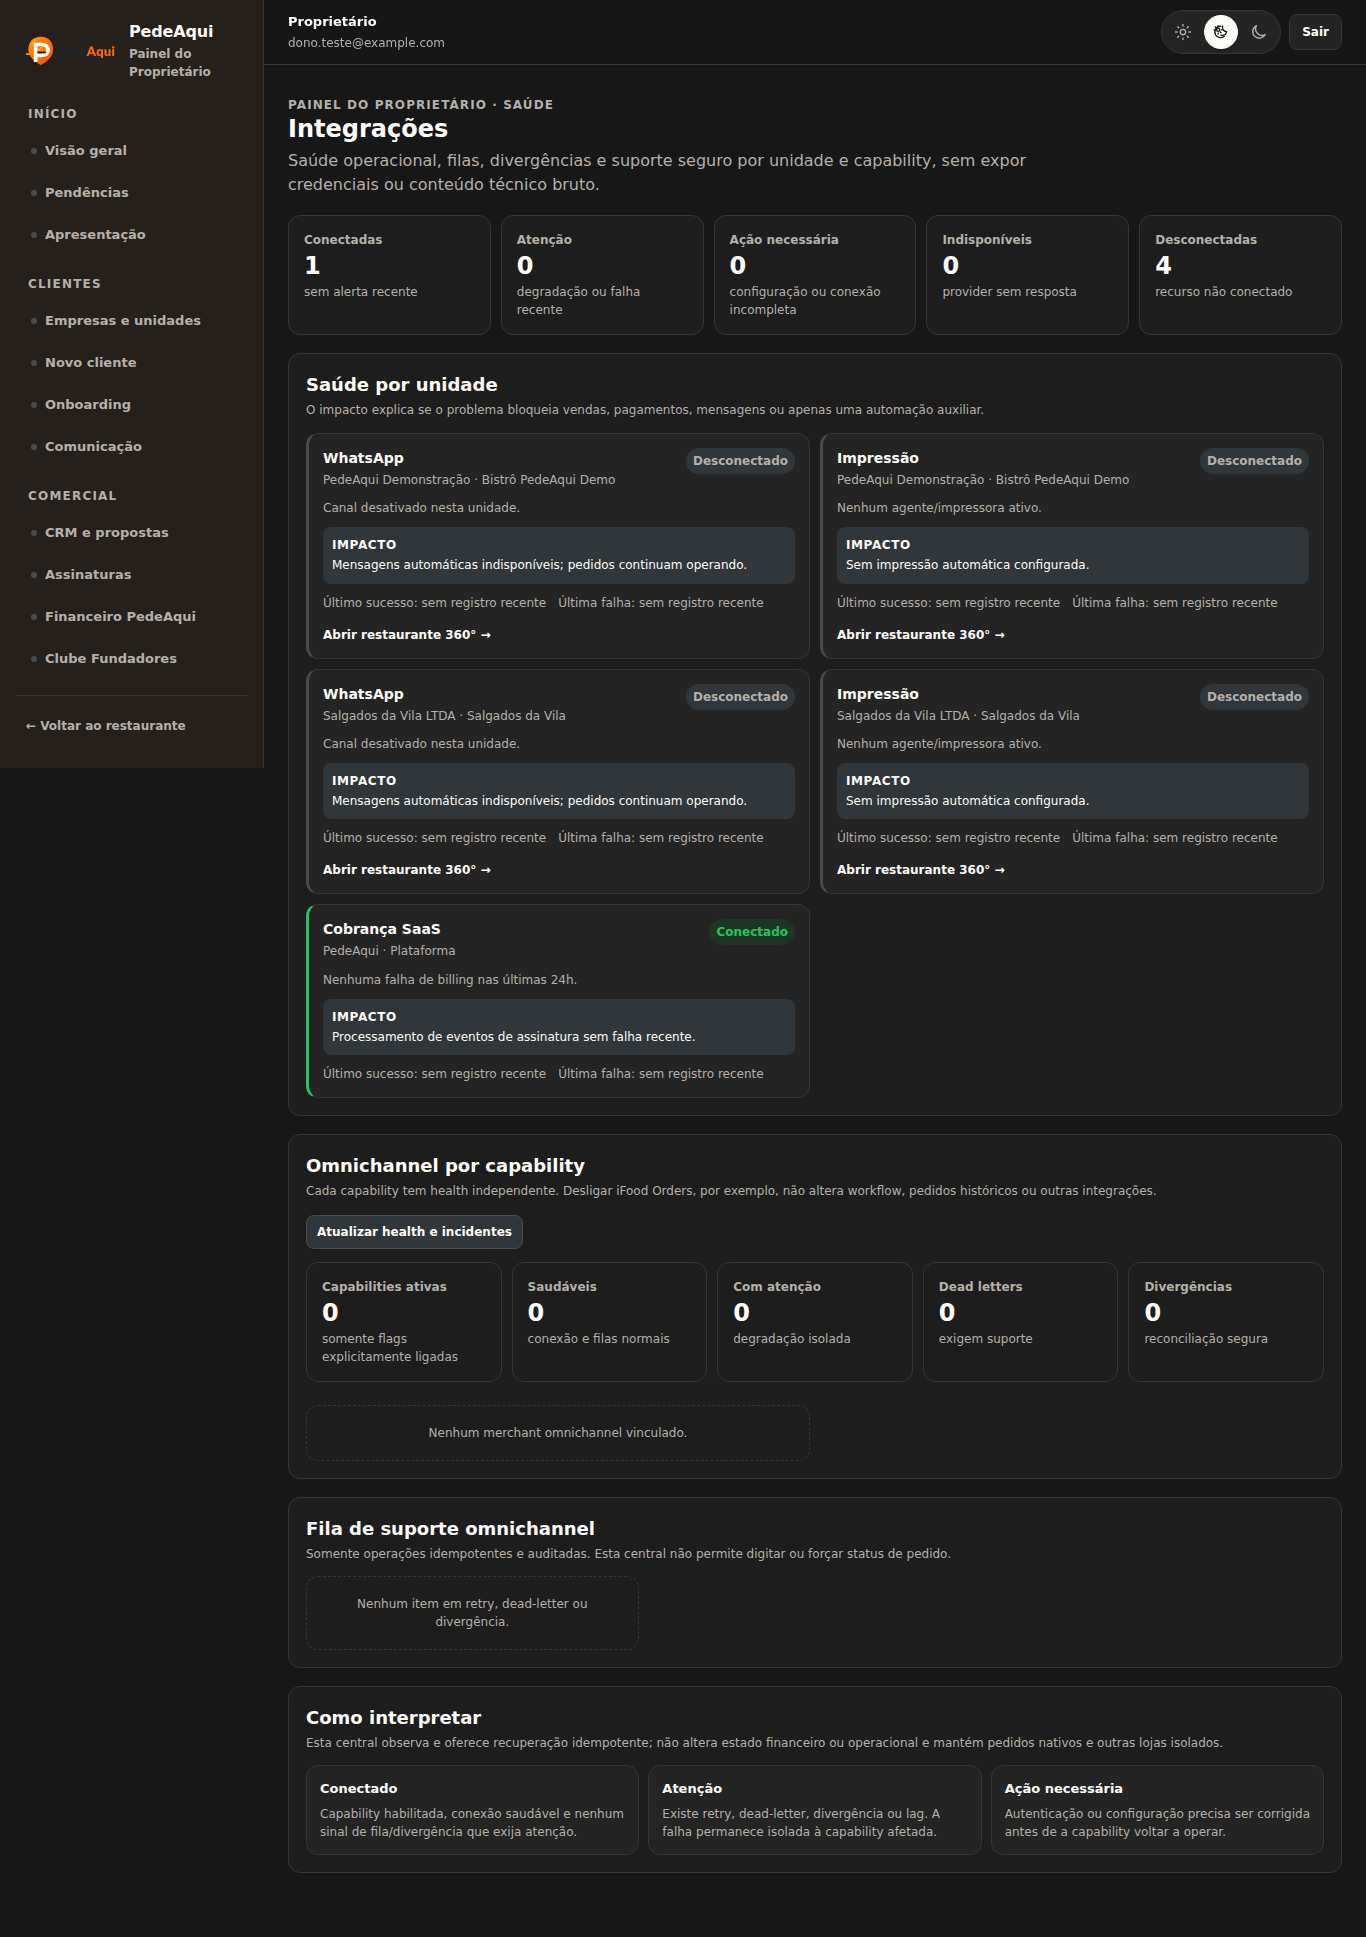 P
Aqui
PedeAqui
Painel do
Proprietário
INÍCIO
Visão geral
Pendências
Apresentação
CLIENTES
Empresas e unidades
Novo cliente
Onboarding
Comunicação
COMERCIAL
CRM e propostas
Assinaturas
Financeiro PedeAqui
Clube Fundadores
← Voltar ao restaurante
Proprietário
dono.teste@example.com
Sair
PAINEL DO PROPRIETÁRIO · SAÚDE
Integrações
Saúde operacional, filas, divergências e suporte seguro por unidade e capability, sem expor
credenciais ou conteúdo técnico bruto.
Conectadas
1
sem alerta recente
Atenção
0
degradação ou falha
recente
Ação necessária
0
configuração ou conexão
incompleta
Indisponíveis
0
provider sem resposta
Desconectadas
4
recurso não conectado
Saúde por unidade
O impacto explica se o problema bloqueia vendas, pagamentos, mensagens ou apenas uma automação auxiliar.
WhatsApp
Desconectado
PedeAqui Demonstração · Bistrô PedeAqui Demo
Canal desativado nesta unidade.
IMPACTO
Mensagens automáticas indisponíveis; pedidos continuam operando.
Último sucesso: sem registro recente Última falha: sem registro recente
Abrir restaurante 360° →
Impressão
Desconectado
PedeAqui Demonstração · Bistrô PedeAqui Demo
Nenhum agente/impressora ativo.
IMPACTO
Sem impressão automática configurada.
Último sucesso: sem registro recente Última falha: sem registro recente
Abrir restaurante 360° →
WhatsApp
Desconectado
Salgados da Vila LTDA · Salgados da Vila
Canal desativado nesta unidade.
IMPACTO
Mensagens automáticas indisponíveis; pedidos continuam operando.
Último sucesso: sem registro recente Última falha: sem registro recente
Abrir restaurante 360° →
Impressão
Desconectado
Salgados da Vila LTDA · Salgados da Vila
Nenhum agente/impressora ativo.
IMPACTO
Sem impressão automática configurada.
Último sucesso: sem registro recente Última falha: sem registro recente
Abrir restaurante 360° →
Cobrança SaaS
Conectado
PedeAqui · Plataforma
Nenhuma falha de billing nas últimas 24h.
IMPACTO
Processamento de eventos de assinatura sem falha recente.
Último sucesso: sem registro recente Última falha: sem registro recente
Omnichannel por capability
Cada capability tem health independente. Desligar iFood Orders, por exemplo, não altera workflow, pedidos históricos ou outras integrações.
Atualizar health e incidentes
Capabilities ativas
0
somente flags
explicitamente ligadas
Saudáveis
0
conexão e filas normais
Com atenção
0
degradação isolada
Dead letters
0
exigem suporte
Divergências
0
reconciliação segura
Nenhum merchant omnichannel vinculado.
Fila de suporte omnichannel
Somente operações idempotentes e auditadas. Esta central não permite digitar ou forçar status de pedido.
Nenhum item em retry, dead-letter ou
divergência.
Como interpretar
Esta central observa e oferece recuperação idempotente; não altera estado financeiro ou operacional e mantém pedidos nativos e outras lojas isolados.
Conectado
Capability habilitada, conexão saudável e nenhum
sinal de fila/divergência que exija atenção.
Atenção
Existe retry, dead-letter, divergência ou lag. A
falha permanece isolada à capability afetada.
Ação necessária
Autenticação ou configuração precisa ser corrigida
antes de a capability voltar a operar.